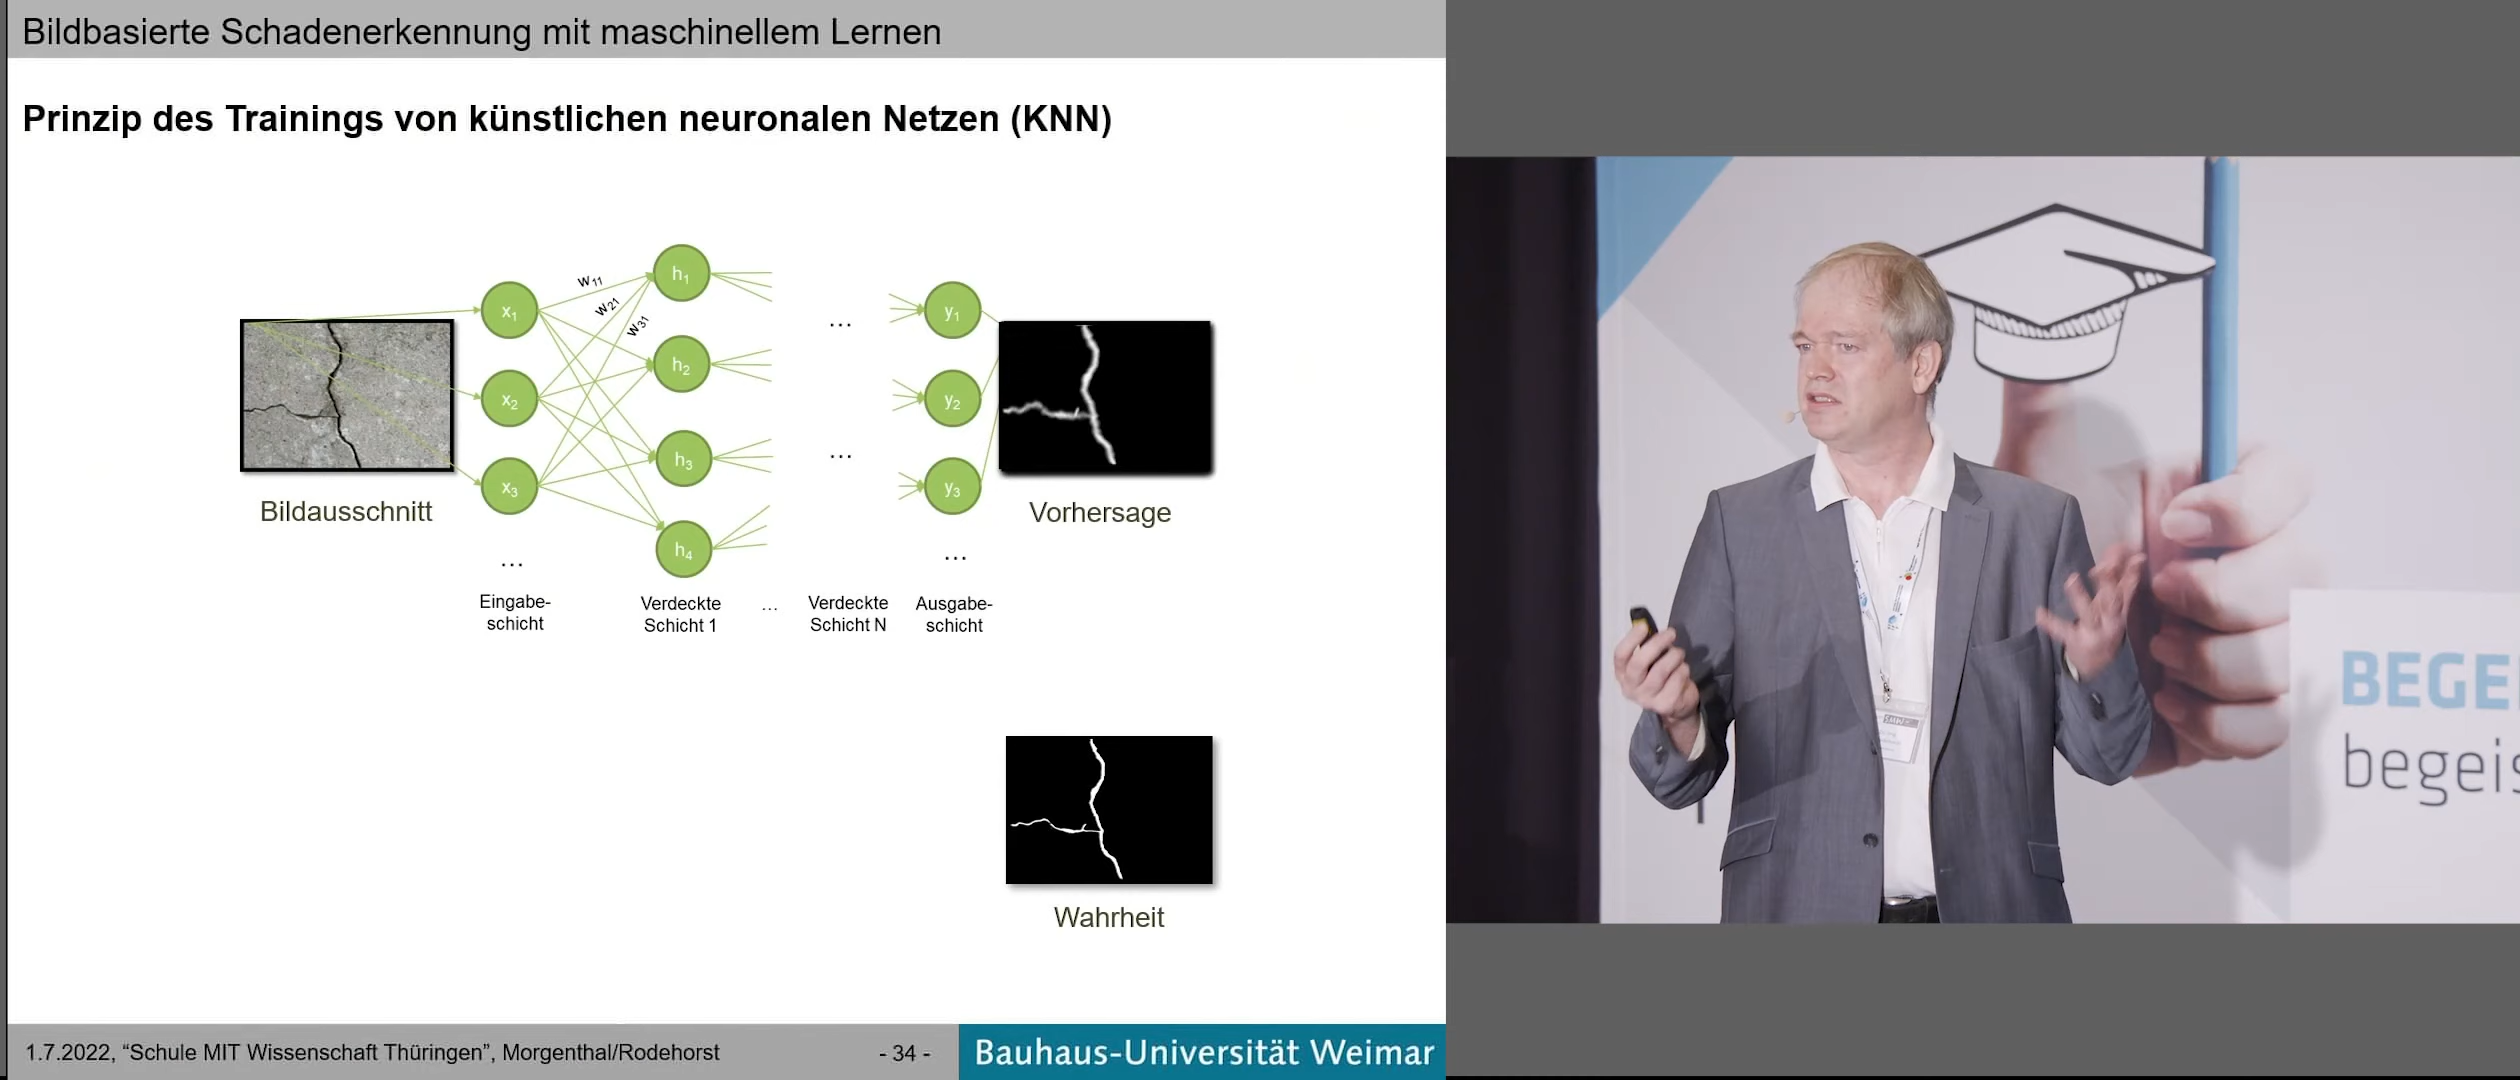 Bildbasierte Schadenerkennung mit maschinellem Lernen
Prinzip des Trainings von künstlichen neuronalen Netzen (KNN)
w11
w21
w31
x1
x2
x3
...
h1
h2
h3
h4
...
...
y1
y2
y3
...
Bildausschnitt
Vorhersage
Eingabe-
schicht
Verdeckte
Schicht 1
...
Verdeckte
Schicht N
Ausgabe-
schicht
Wahrheit
1.7.2022, “Schule MIT Wissenschaft Thüringen”, Morgenthal/Rodehorst
- 34 -
Bauhaus-Universität Weimar
BEGE
begeis